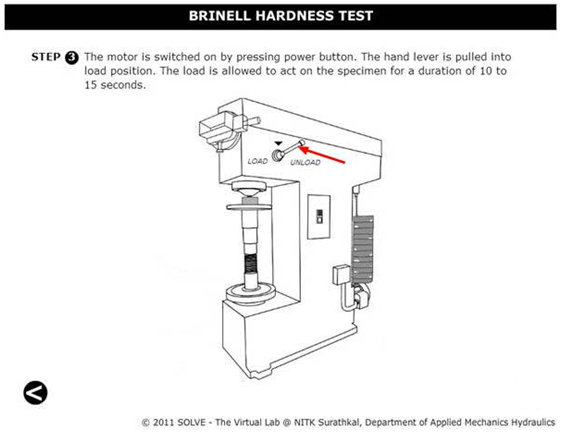 BRINELL HARDNESS TEST
STEP 3 The motor is switched on by pressing power button. The hand lever is pulled into
load position. The load is allowed to act on the specimen for a duration of 10 to
15 seconds.
LOAD UNLOAD
© 2011 SOLVE - The Virtual Lab @ NITK Surathkal, Department of Applied Mechanics Hydraulics